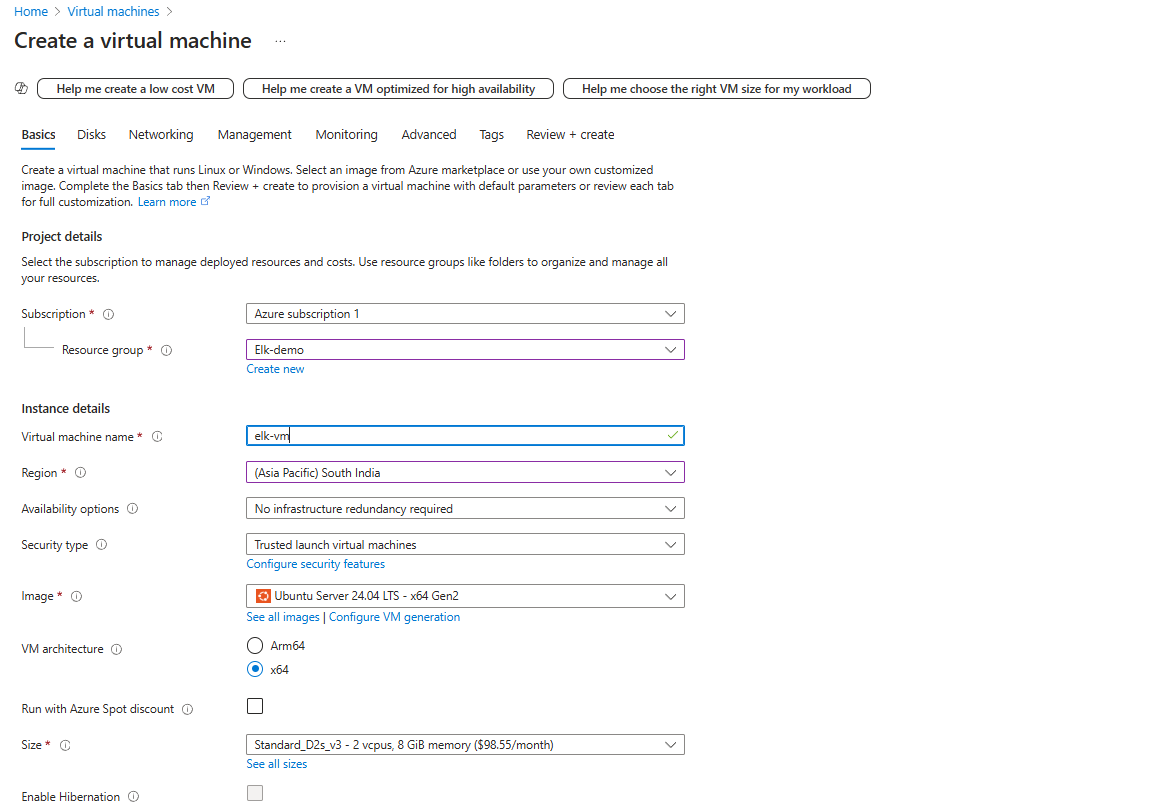 Home > Virtual machines >
Create a virtual machine ...
Help me create a low cost VM Help me create a VM optimized for high availability Help me choose the right VM size for my workload
Basics Disks Networking Management Monitoring Advanced Tags Review + create
Create a virtual machine that runs Linux or Windows. Select an image from Azure marketplace or use your own customized
image. Complete the Basics tab then Review + create to provision a virtual machine with default parameters or review each tab
for full customization. Learn more
Project details
Select the subscription to manage deployed resources and costs. Use resource groups like folders to organize and manage all
your resources.
Subscription * Azure subscription 1
Resource group * Elk-demo
Create new
Instance details
Virtual machine name * elk-vm
Region * (Asia Pacific) South India
Availability options No infrastructure redundancy required
Security type Trusted launch virtual machines
Configure security features
Image * Ubuntu Server 24.04 LTS - x64 Gen2
See all images | Configure VM generation
VM architecture Arm64
x64
Run with Azure Spot discount
Size * Standard_D2s_v3 - 2 vcpus, 8 GiB memory ($98.55/month)
See all sizes
Enable Hibernation